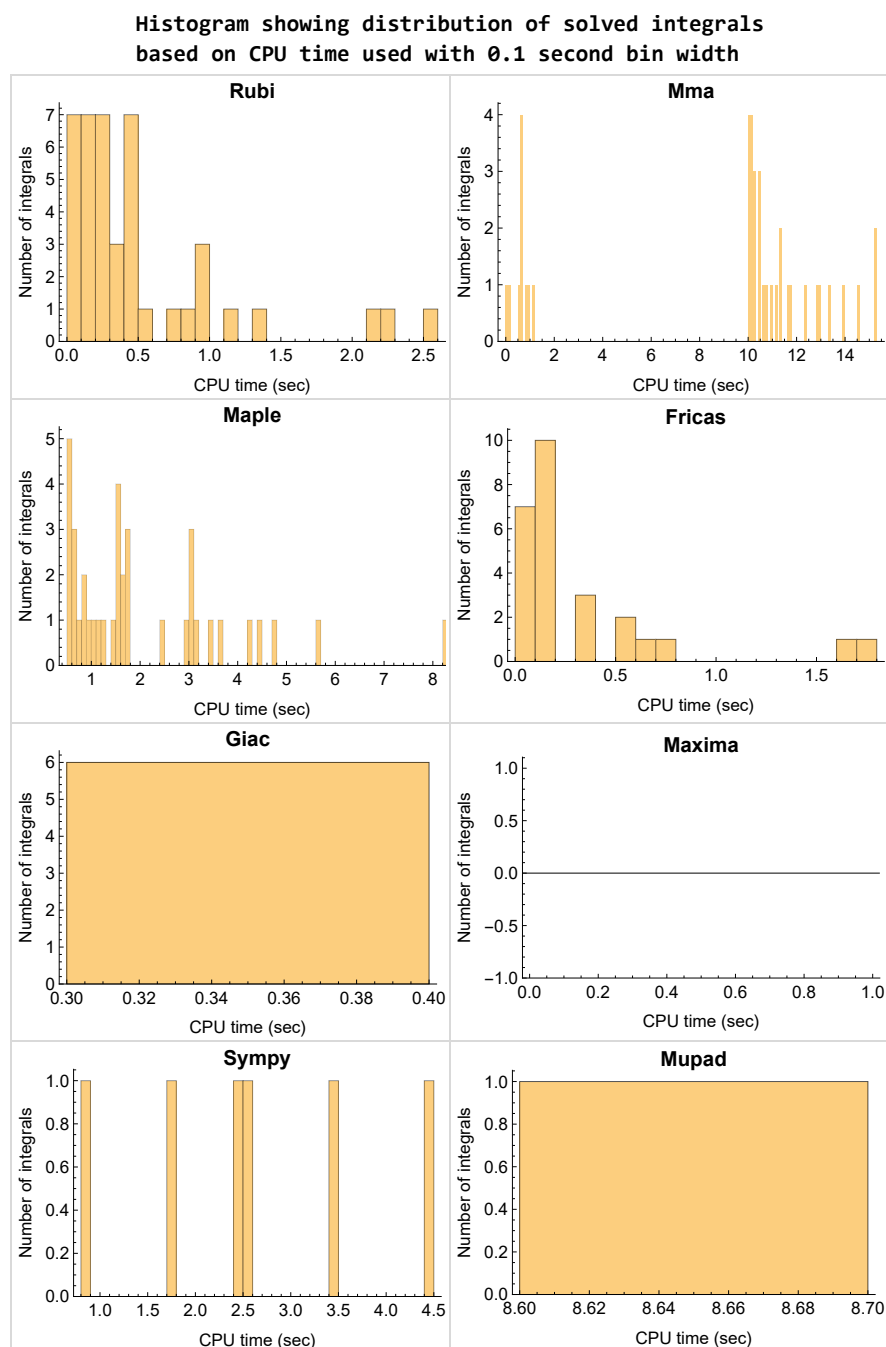 Histogram showing distribution of solved integrals
based on CPU time used with 0.1 second bin width
Rubi
Number of integrals
7
6
5
4
3
2
1
0
0.0 0.5 1.0 1.5 2.0 2.5
CPU time (sec)
Mma
Number of integrals
4
3
2
1
0
0 2 4 6 8 10 12 14
CPU time (sec)
Maple
Number of integrals
5
4
3
2
1
0
1 2 3 4 5 6 7 8
CPU time (sec)
Fricas
Number of integrals
10
8
6
4
2
0
0.0 0.5 1.0 1.5
CPU time (sec)
Giac
Number of integrals
6
5
4
3
2
1
0
0.30 0.32 0.34 0.36 0.38 0.40
CPU time (sec)
Maxima
Number of integrals
1.0
0.5
0.0
−0.5
−1.0
0.0 0.2 0.4 0.6 0.8 1.0
CPU time (sec)
Sympy
Number of integrals
1.0
0.8
0.6
0.4
0.2
0.0
1.0 1.5 2.0 2.5 3.0 3.5 4.0 4.5
CPU time (sec)
Mupad
Number of integrals
1.0
0.8
0.6
0.4
0.2
0.0
8.60 8.62 8.64 8.66 8.68 8.70
CPU time (sec)